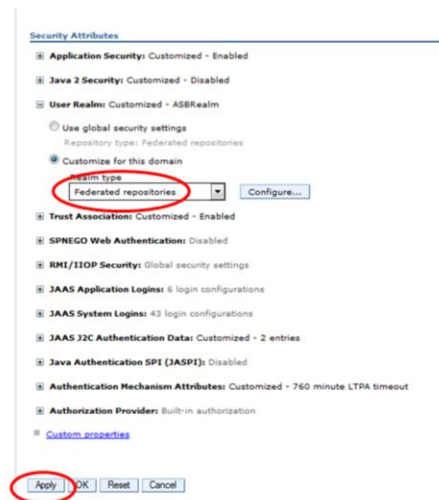 Security Attributes
Application Security: Customized - Enabled
Java 2 Security: Customized - Disabled
User Realm: Customized - ASBRealm
Use global security settings
Repository type: Federated repositories
Customize for this domain
Realm type
Federated repositories Configure...
Trust Association: Customized - Enabled
SPNEGO Web Authentication: Disabled
RMI/IIOP Security: Global security settings
JAAS Application Logins: 6 login configurations
JAAS System Logins: 43 login configurations
JAAS J2C Authentication Data: Customized - 2 entries
Java Authentication SPI (JASPI): Disabled
Authentication Mechanism Attributes: Customized - 760 minute LTPA timeout
Authorization Provider: Built-in authorization
Custom properties
Apply OK Reset Cancel